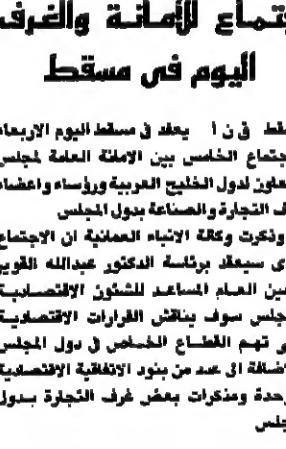 جتماع للأمانة والغرف
اليوم فى مسقط
سقط ق ن أ يعقد في مسقط اليوم الاربعاء
جتماع الخامس بين الامانة العامة لمجلس
تعاون لدول الخليج العربية ورؤساء واعضاء
ف التجارة والصناعة بدول المجلس
وذكرت وكالة الانباء العمانية ان الاجتماع
ى سيعقد برئاسة الدكتور عبدالله القويز
مين العام المساعد للشئون الاقتصادية
جلس سوف يناقش القرارات الاقتصادية
ى تهم القطاع الخاص في دول المجلس
ضافة الى عدد من بنود الاتفاقية الاقتصادية
وحدة ومذكرات بعض غرف التجارة بدول
جلس